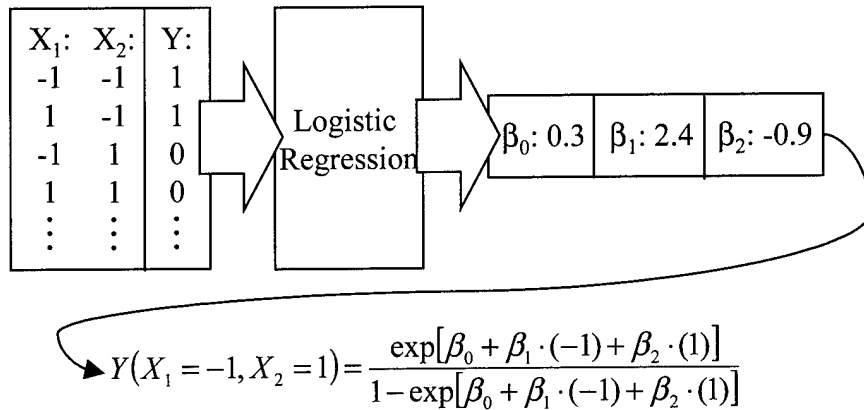 X₁: X₂: Y:
-1 -1 1
1 -1 1
-1 1 0
1 1 0
⋮ ⋮ ⋮
Logistic
Regression
β₀: 0.3 β₁: 2.4 β₂: -0.9
Y(X₁ = -1, X₂ = 1) = exp[β₀ + β₁ · (-1) + β₂ · (1)] / 1 - exp[β₀ + β₁ · (-1) + β₂ · (1)]